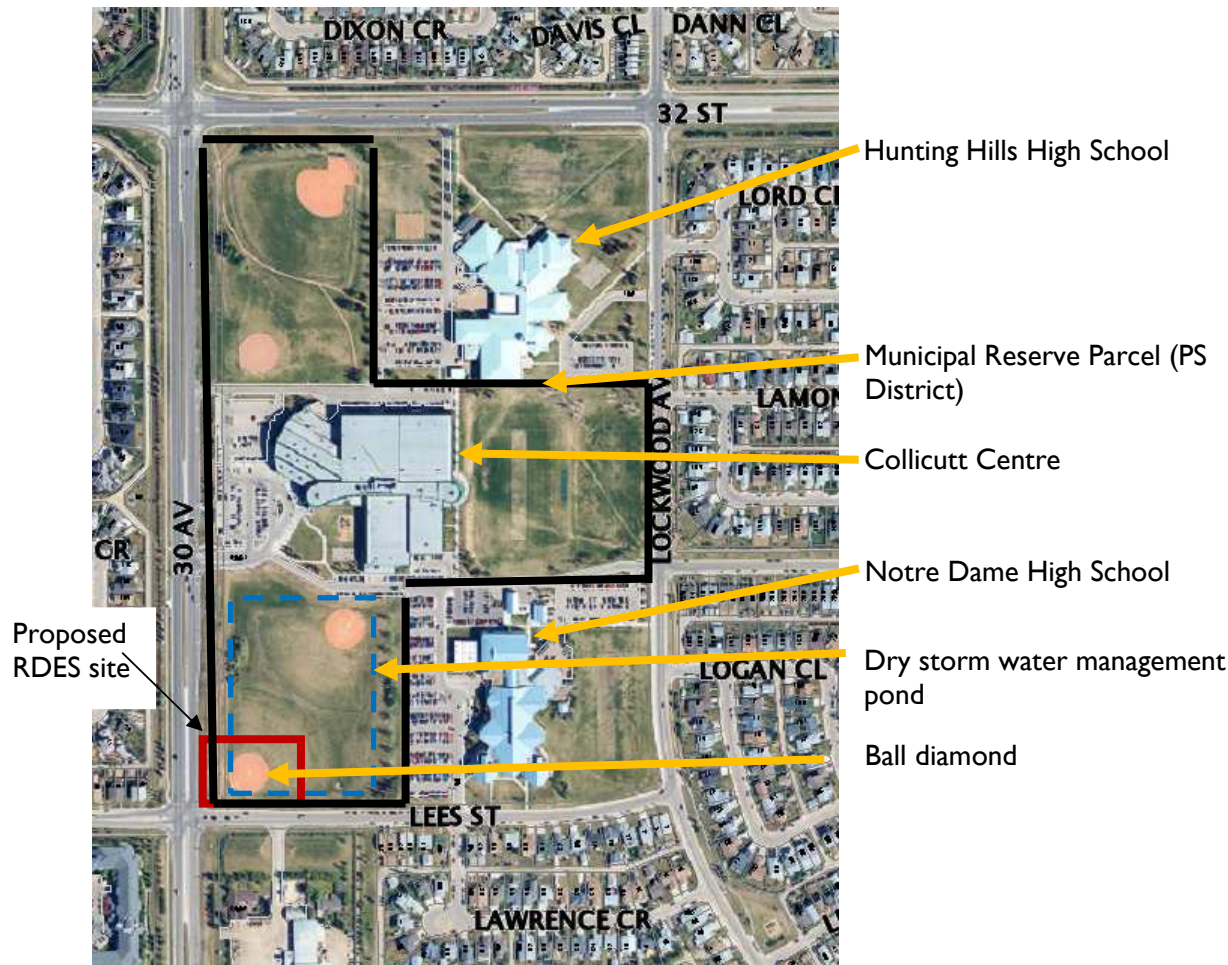 DIXON CR
DAVIS CL
DANN CL
32 ST
Hunting Hills High School
LORD C
Municipal Reserve Parcel (PS
District)
LAMON
LOCKWOOD AV
Collicutt Centre
30 AV
CR
Notre Dame High School
Proposed
RDES site
Dry storm water management
pond
LOGAN CL
Ball diamond
LEES ST
LAWRENCE CR